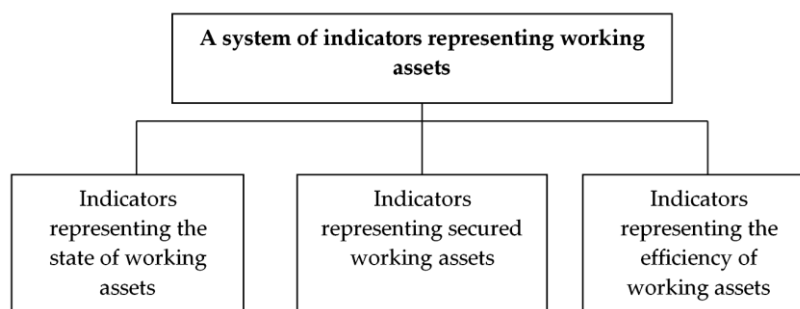 A system of indicators representing working
assets
Indicators
representing the
state of working
assets
Indicators
representing secured
working assets
Indicators
representing the
efficiency of
working assets